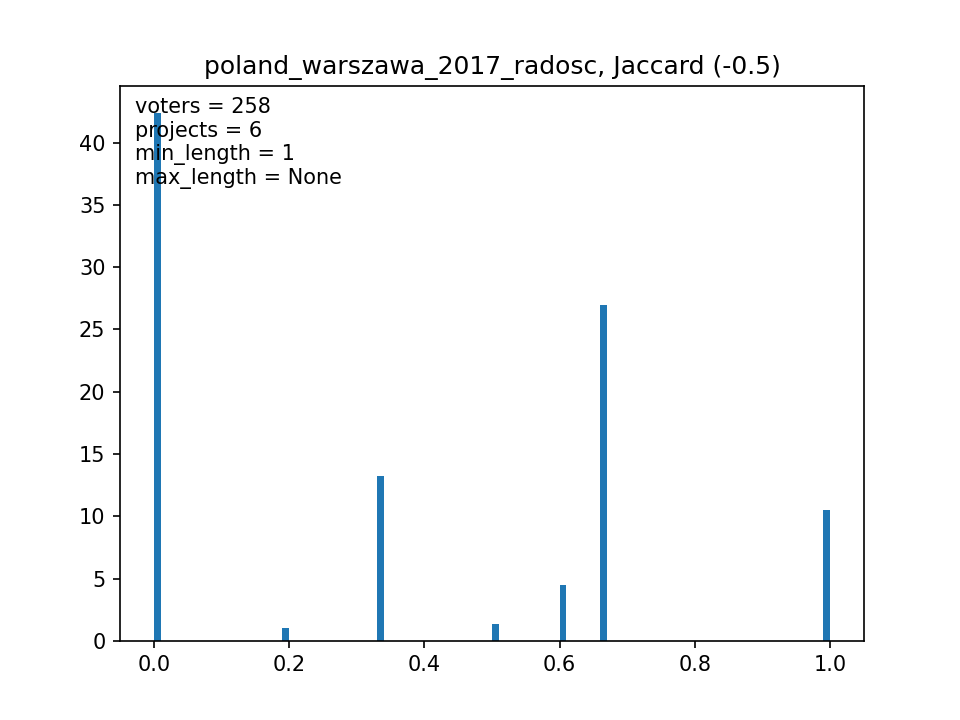 poland_warszawa_2017_radosc, Jaccard (-0.5)
voters = 258
projects = 6
min_length = 1
max_length = None
40
35
30
25
20
15
10
5
0
0.0 0.2 0.4 0.6 0.8 1.0